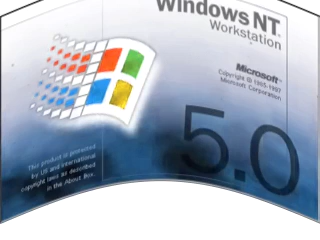 Windows NT
Workstation
Microsoft
Copyright © 1985-1997
Microsoft Corporation
5.0
This product is protected
by US and international
copyright laws as described
in the About Box.